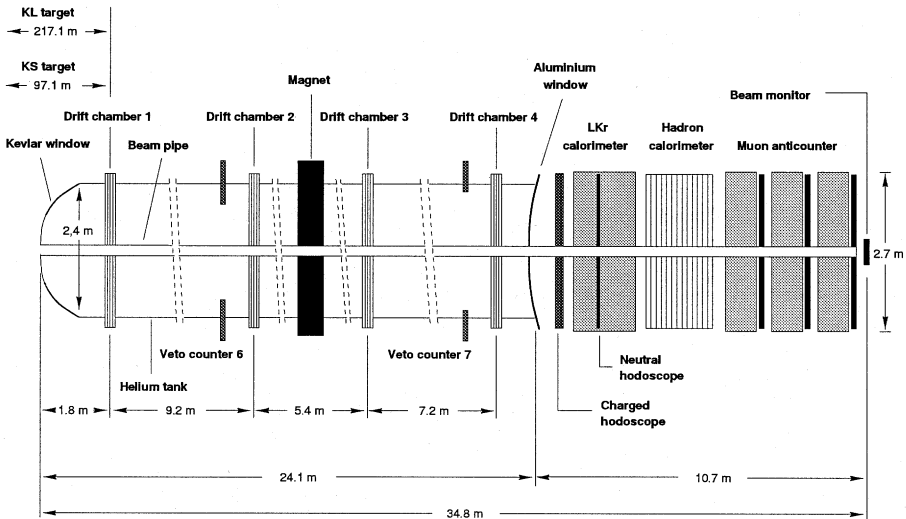 KL target
217.1 m
KS target
97.1 m
Magnet
Aluminium
window
Beam monitor
Drift chamber 1
Drift chamber 2
Drift chamber 3
Drift chamber 4
LKr
calorimeter
Hadron
calorimeter
Muon anticounter
Kevlar window
Beam pipe
2,4 m
2.7 m
Veto counter 6
Veto counter 7
Neutral
hodoscope
Helium tank
Charged
hodoscope
1.8 m
9.2 m
5.4 m
7.2 m
24.1 m
10.7 m
34.8 m